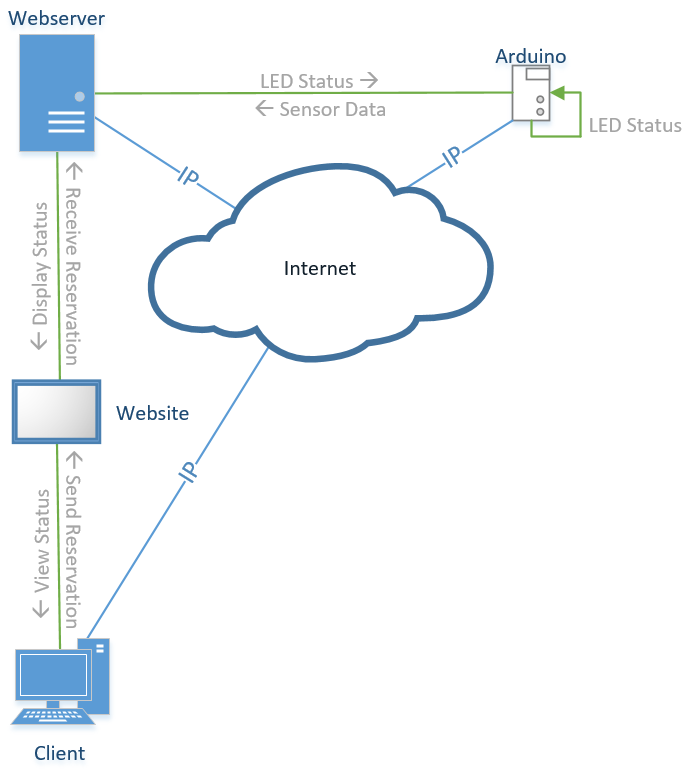 Webserver
Arduino
LED Status →
← Sensor Data
LED Status
IP
IP
Internet
← Display Status
← Receive Reservation
Website
IP
← View Status
← Send Reservation
Client